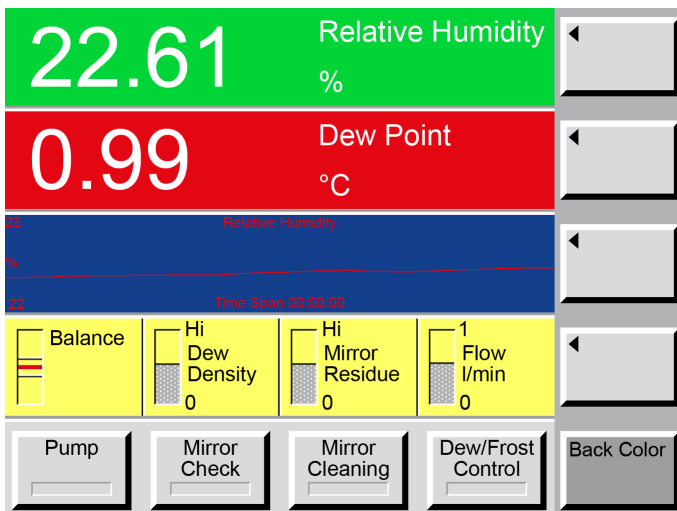 22.61
Relative Humidity
%
0.99
Dew Point
°C
23
Relative Humidity
%
22
Time Span 00:00:00
Balance
Hi
Dew
Density
0
Hi
Mirror
Residue
0
1
Flow
l/min
0
Pump
Mirror
Check
Mirror
Cleaning
Dew/Frost
Control
Back Color